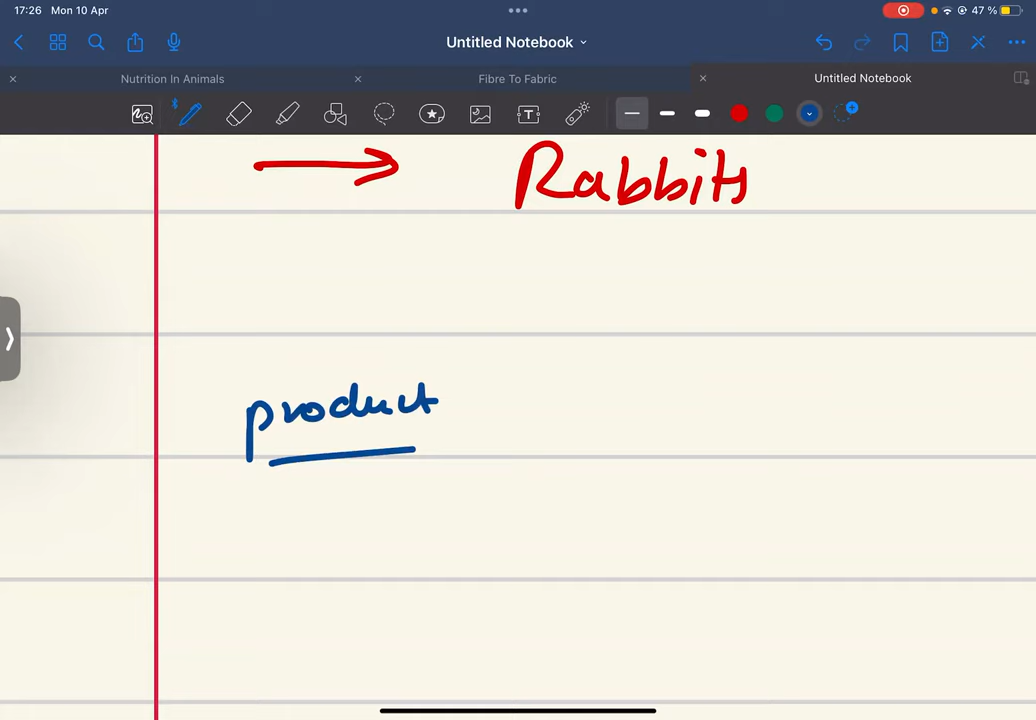 17:26 Mon 10 Apr 47 %
Untitled Notebook
Nutrition In Animals Fibre To Fabric Untitled Notebook
→ Rabbits
product